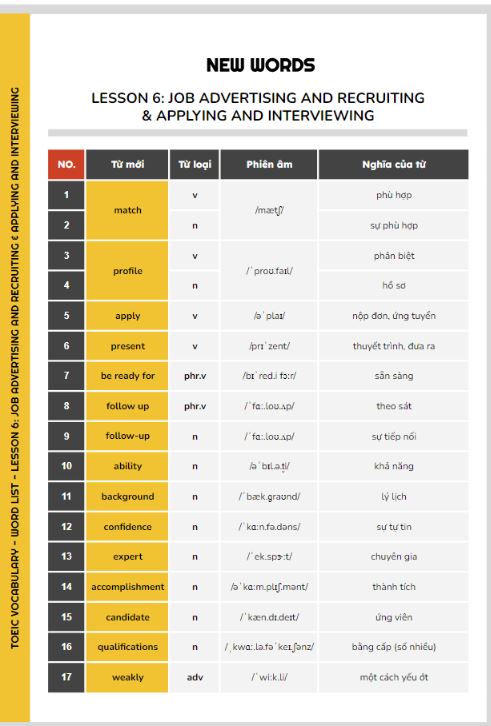 TOEIC VOCABULARY - WORD LIST - LESSON 6: JOB ADVERTISING AND RECRUITING & APPLYING AND INTERVIEWING
NEW WORDS
LESSON 6: JOB ADVERTISING AND RECRUITING
& APPLYING AND INTERVIEWING
NO. Từ mới Từ loại Phiên âm Nghĩa của từ
1 match v /mætʃ/ phù hợp
2 n sự phù hợp
3 profile v /ˈproʊ.faɪl/ phân biệt
4 n hồ sơ
5 apply v /əˈplaɪ/ nộp đơn, ứng tuyển
6 present v /prɪˈzent/ thuyết trình, đưa ra
7 be ready for phr.v /bɪˈred.i fɔːr/ sẵn sàng
8 follow up phr.v /ˈfɑː.loʊ.ʌp/ theo sát
9 follow-up n /ˈfɑː.loʊ.ʌp/ sự tiếp nối
10 ability n /əˈbɪl.ə.t̬i/ khả năng
11 background n /ˈbæk.graʊnd/ lý lịch
12 confidence n /ˈkɑːn.fə.dəns/ sự tự tin
13 expert n /ˈek.spɝːt/ chuyên gia
14 accomplishment n /əˈkɑːm.plɪʃ.mənt/ thành tích
15 candidate n /ˈkæn.dɪ.deɪt/ ứng viên
16 qualifications n /ˌkwɑː.lə.fəˈkeɪ.ʃənz/ bằng cấp (số nhiều)
17 weakly adv /ˈwiːk.li/ một cách yếu ớt